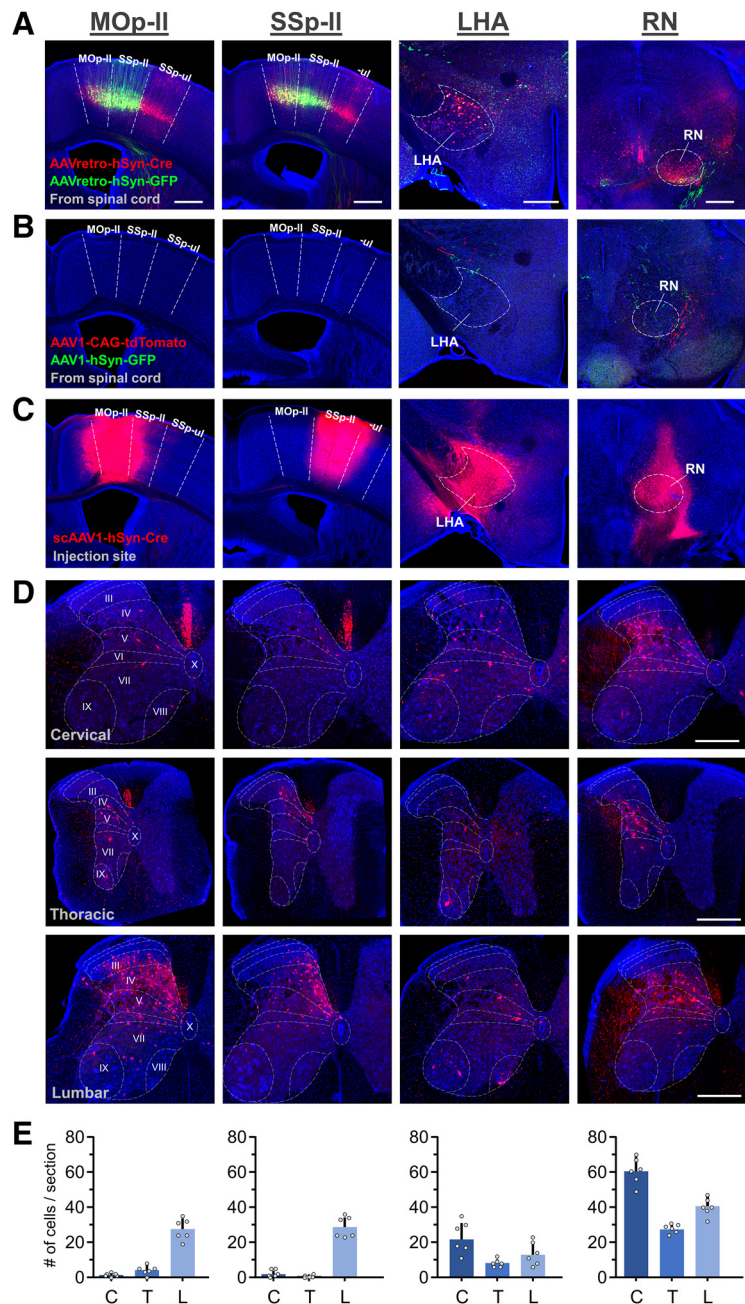 MOp-ll SSp-ll LHA RN
A
MOp-ll SSp-ll SSp-ul
MOp-ll SSp-ll -ul
LHA
RN
AAVretro-hSyn-Cre
AAVretro-hSyn-GFP
From spinal cord
B
MOp-ll SSp-ll SSp-ul
MOp-ll SSp-ll -ul
LHA
RN
AAV1-CAG-tdTomato
AAV1-hSyn-GFP
From spinal cord
C
MOp-ll SSp-ll SSp-ul
MOp-ll SSp-ll -ul
LHA
RN
scAAV1-hSyn-Cre
Injection site
D
III
IV
V
VI
X
VII
IX
VIII
Cervical
III
IV
V
X
VII
IX
Thoracic
III
IV
V
X
VII
IX
VIII
Lumbar
E
# of cells / section
80 80 80 80
60 60 60 60
40 40 40 40
20 20 20 20
0 0 0 0
C T L C T L C T L C T L